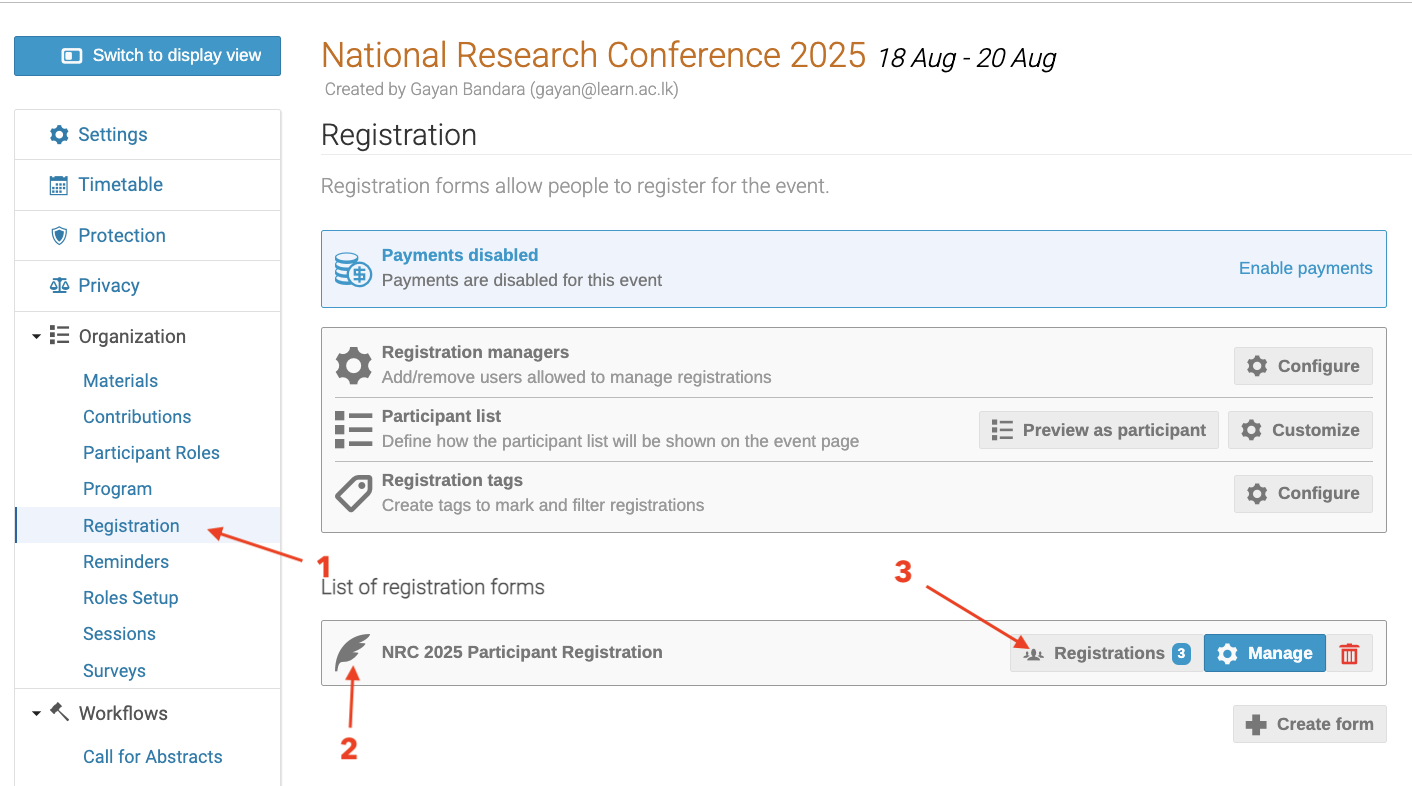 Switch to display view
National Research Conference 2025 18 Aug - 20 Aug
Created by Gayan Bandara (gayan@learn.ac.lk)
Settings
Timetable
Protection
Privacy
Organization
Materials
Contributions
Participant Roles
Program
Registration
Reminders
Roles Setup
Sessions
Surveys
Workflows
Call for Abstracts
Registration
Registration forms allow people to register for the event.
Payments disabled
Payments are disabled for this event
Enable payments
Registration managers
Add/remove users allowed to manage registrations
Configure
Participant list
Define how the participant list will be shown on the event page
Preview as participant
Customize
Registration tags
Create tags to mark and filter registrations
Configure
1
List of registration forms
3
NRC 2025 Participant Registration
Registrations 3
Manage
2
Create form